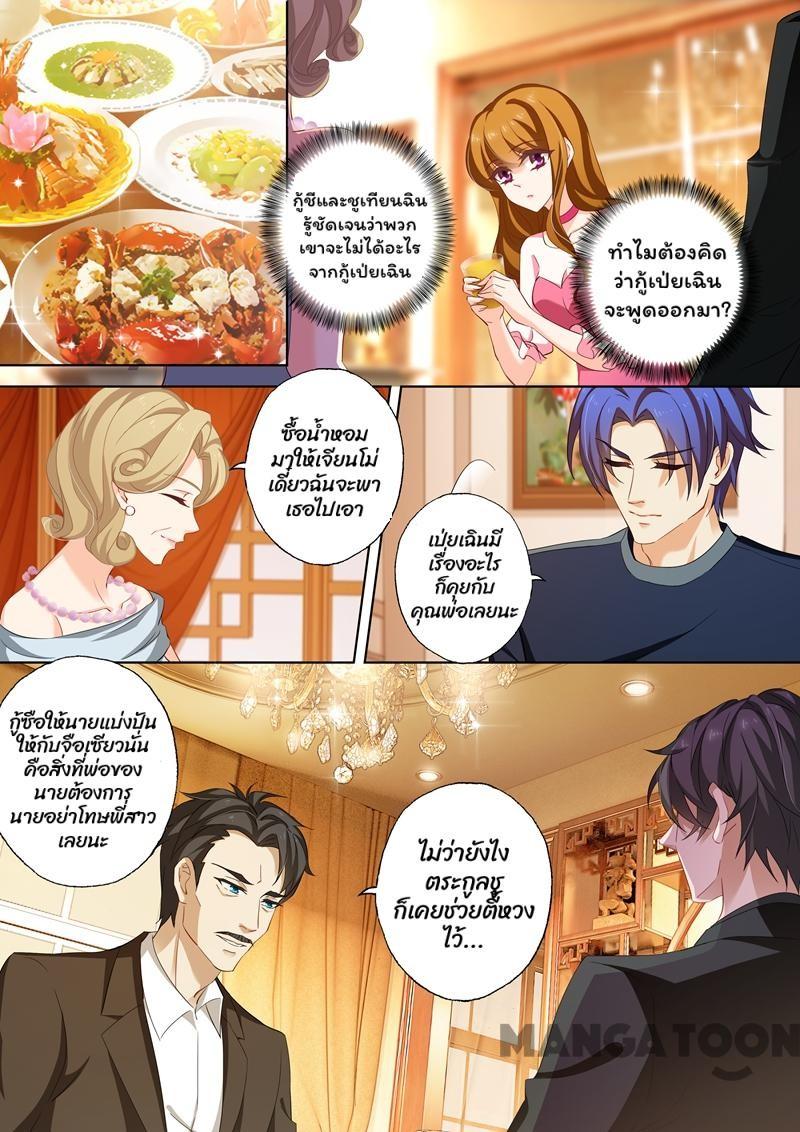 กู้ซีและซูเทียนฉิน
รู้ชัดเจนว่าพวก
เขาจะไม่ได้อะไร
จากกู้เป่ยเฉิน
ทำไมต้องคิด
ว่ากู้เป่ยเฉิน
จะพูดออกมา?
ซื้อน้ำหอม
มาให้เจียนโม่
เดี๋ยวฉันจะพา
เธอไปเอา
เป่ยเฉินมี
เรื่องอะไร
ก็คุยกับ
คุณพ่อเลยนะ
กู้ซือให้นายแบ่งปัน
ให้กับจือเซียวนั่น
คือสิ่งที่พ่อของ
นายต้องการ
นายอย่าโทษพี่สาว
เลยนะ
ไม่ว่ายังไง
ตระกูลซู
ก็เคยช่วยตี้หวง
ไว้...
MANGATOON